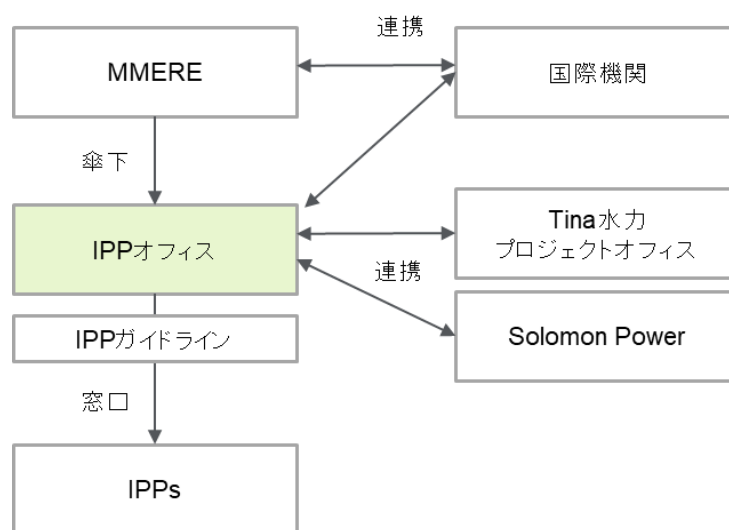 連携
MMERE
国際機関
傘下
IPPオフィス
Tina水力
プロジェクトオフィス
連携
IPPガイドライン
Solomon Power
窓口
IPPs